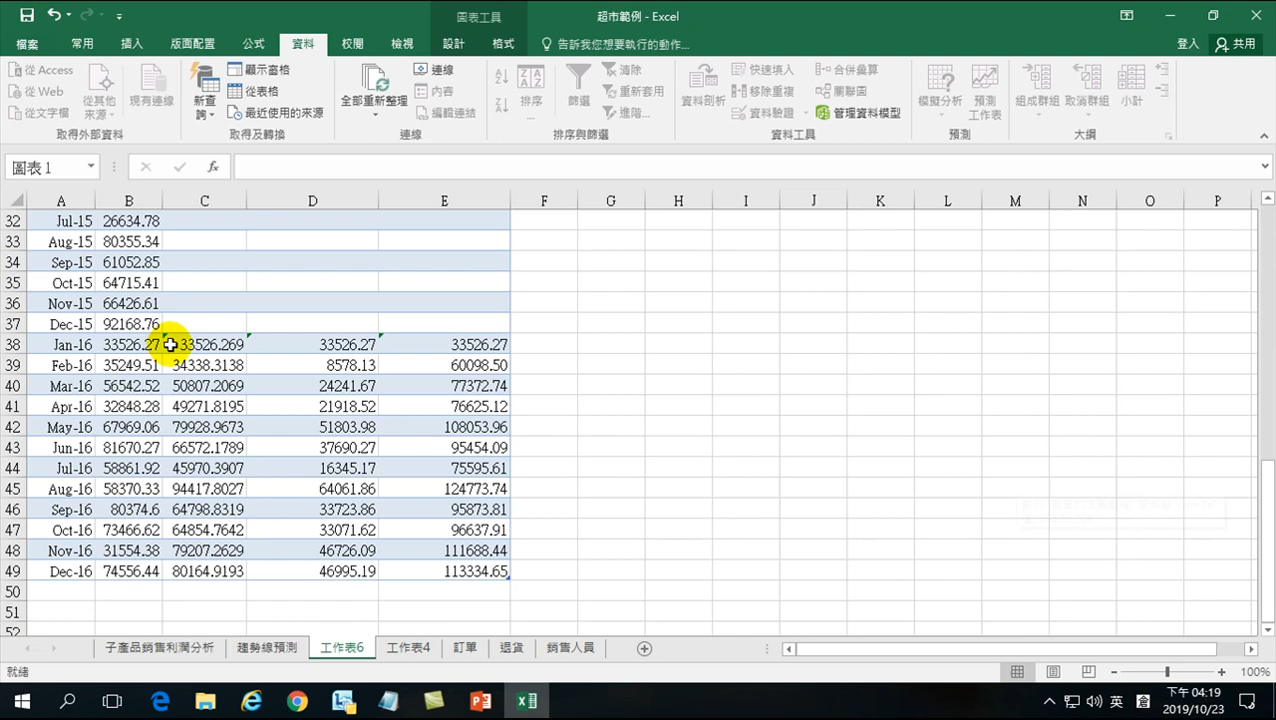 圖表工具
超市範例 - Excel
檔案 常用 插入 版面配置 公式 資料 校閱 檢視 設計 格式 告訴我您想要執行的動作... 登入 共用
從 Access
從 Web
從文字檔
從其他來源
現有連線
取得外部資料
新查詢
顯示查詢
從表格
最近使用的來源
取得及轉換
全部重新整理
連線
內容
編輯連結
連線
排序...
篩選
清除
重新套用
進階...
排序與篩選
資料剖析
快速填入
移除重複
資料驗證
合併彙算
關聯圖
管理資料模型
資料工具
模擬分析
預測工作表
預測
組成群組
取消群組
小計
大綱
圖表 1
fx
A B C D E F G H I J K L M N O P
32 Jul-15 26634.78
33 Aug-15 80355.34
34 Sep-15 61052.85
35 Oct-15 64715.41
36 Nov-15 66426.61
37 Dec-15 92168.76
38 Jan-16 33526.27 33526.269 33526.27 33526.27
39 Feb-16 35249.51 34338.3138 8578.13 60098.50
40 Mar-16 56542.52 50807.2069 24241.67 77372.74
41 Apr-16 32848.28 49271.8195 21918.52 76625.12
42 May-16 67969.06 79928.9673 51803.98 108053.96
43 Jun-16 81670.27 66572.1789 37690.27 95454.09
44 Jul-16 58861.92 45970.3907 16345.17 75595.61
45 Aug-16 58370.33 94417.8027 64061.86 124773.74
46 Sep-16 80374.6 64798.8319 33723.86 95873.81
47 Oct-16 73466.62 64854.7642 33071.62 96637.91
48 Nov-16 31554.38 79207.2629 46726.09 111688.44
49 Dec-16 74556.44 80164.9193 46995.19 113334.65
50
51
52
子產品銷售利潤分析 趨勢線預測 工作表6 工作表4 訂單 退貨 銷售人員
就緒
100%
英
下午 04:19
2019/10/23